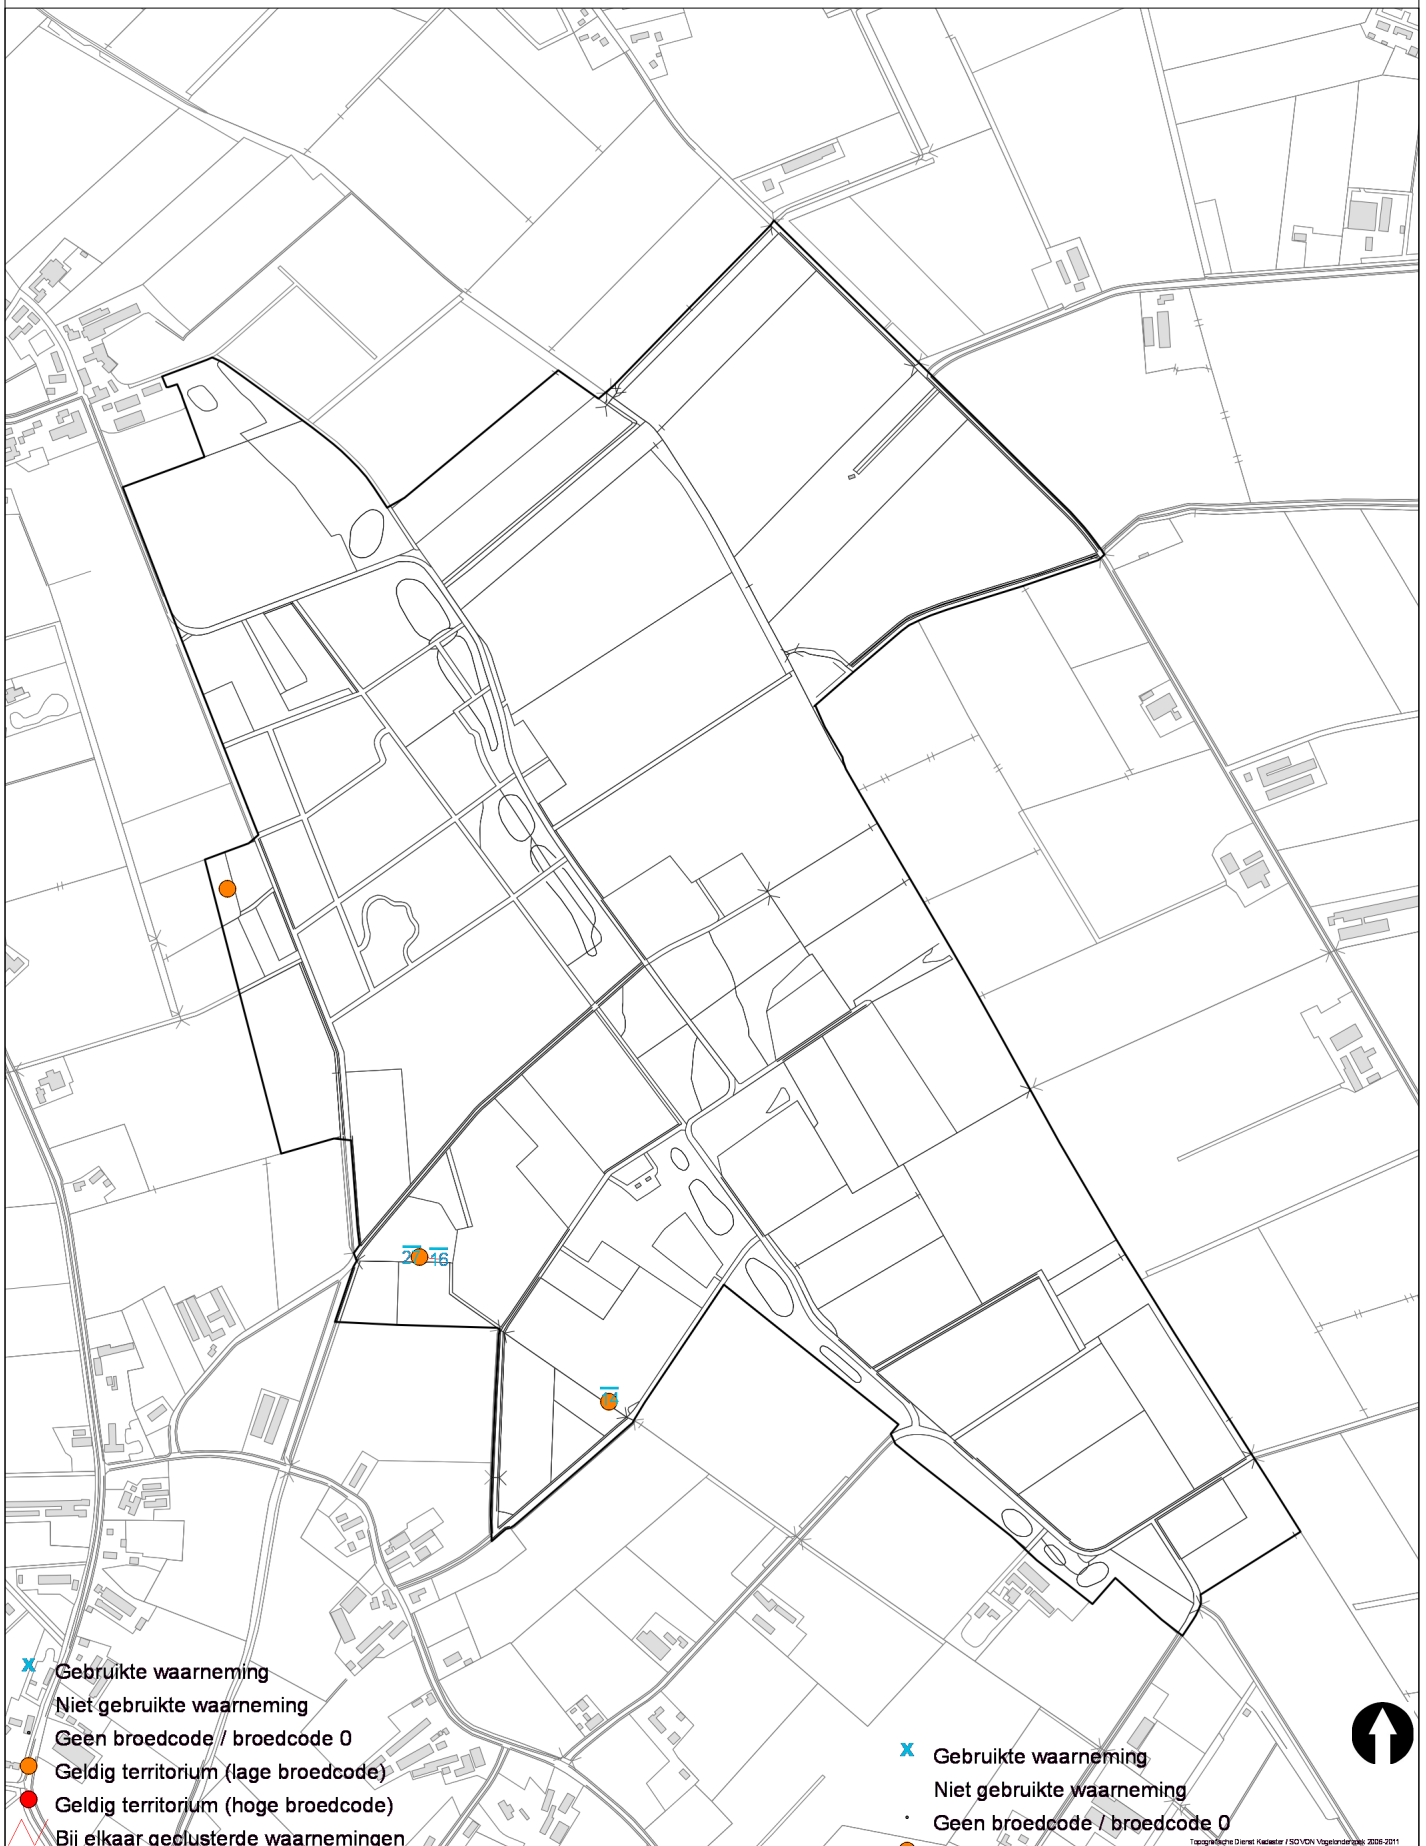 16
x Gebruikte waarneming
Niet gebruikte waarneming
Geen broedcode / broedcode 0
Geldig territorium (lage broedcode)
Geldig territorium (hoge broedcode)
Bij elkaar geclusterde waarnemingen
x Gebruikte waarneming
Niet gebruikte waarneming
Geen broedcode / broedcode 0
Topografische Dienst Kadaster / SOVON Vogelonderzoek 2006-2011